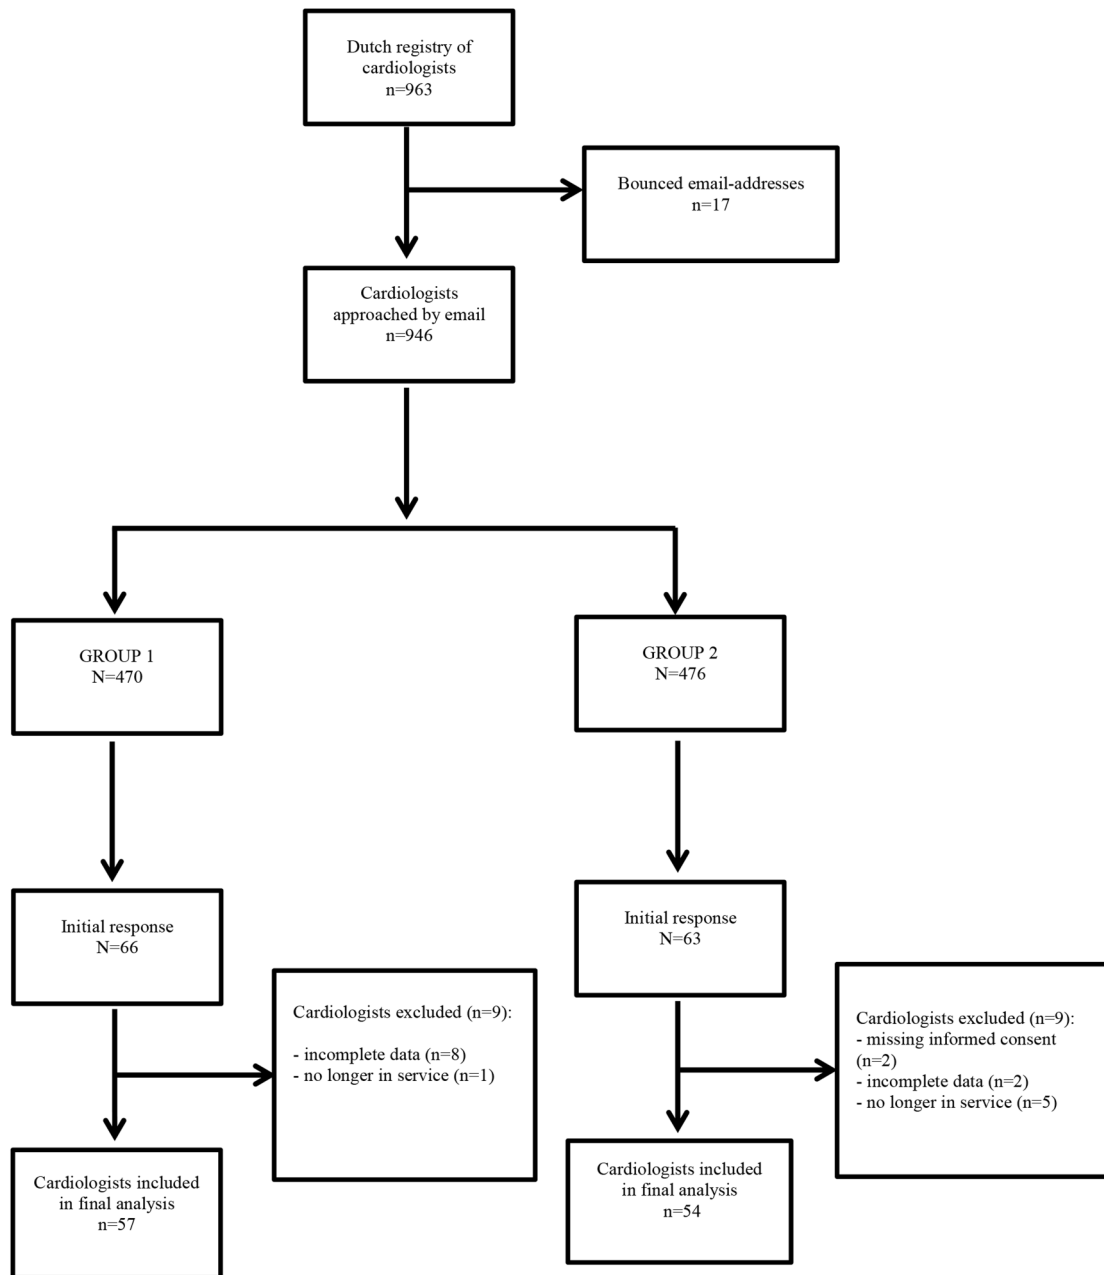 Dutch registry of
cardiologists
n=963
Bounced email-addresses
n=17
Cardiologists
approached by email
n=946
GROUP 1
N=470
GROUP 2
N=476
Initial response
N=66
Initial response
N=63
Cardiologists excluded (n=9):
- incomplete data (n=8)
- no longer in service (n=1)
Cardiologists excluded (n=9):
- missing informed consent
(n=2)
- incomplete data (n=2)
- no longer in service (n=5)
Cardiologists included
in final analysis
n=57
Cardiologists included
in final analysis
n=54